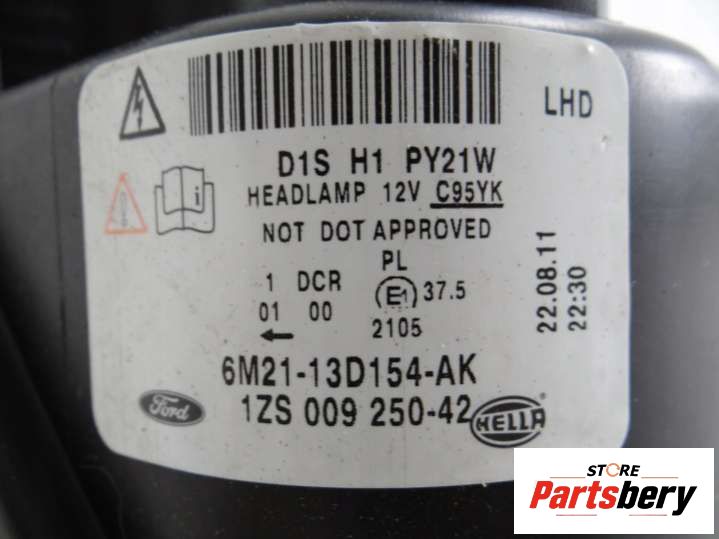 LHD
D1S H1 PY21W
HEADLAMP 12V C95YK
NOT DOT APPROVED
PL
1 DCR E1 37.5
01 00 2105
22.08.11
22:30
6M21-13D154-AK
Ford 1ZS 009 250-42 HELLA
STORE
Partsbery